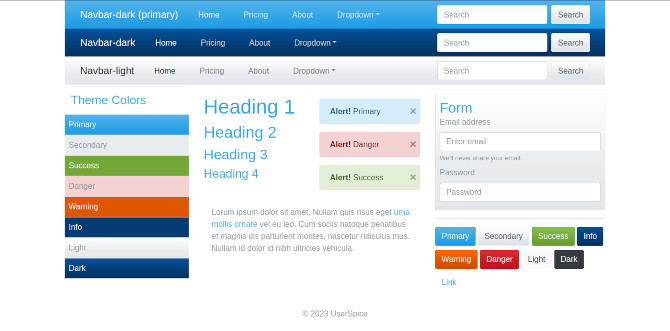 Navbar-dark (primary) Home Pricing About Dropdown Search Search
Navbar-dark Home Pricing About Dropdown Search Search
Navbar-light Home Pricing About Dropdown Search Search
Theme Colors
Primary
Secondary
Success
Danger
Warning
Info
Light
Dark
Heading 1
Heading 2
Heading 3
Heading 4
Alert! Primary ×
Alert! Danger ×
Alert! Success ×
Lorum ipsum dolor sit amet. Nullam quis risus eget urna
mollis ornare vel eu leo. Cum sociis natoque penatibus
et magnis dis parturient montes, nascetur ridiculus mus.
Nullam id dolor id nibh ultricies vehicula.
Form
Email address
Enter email
We'll never share your email
Password
Password
Primary Secondary Success Info
Warning Danger Light Dark
Link
© 2023 UserSpice